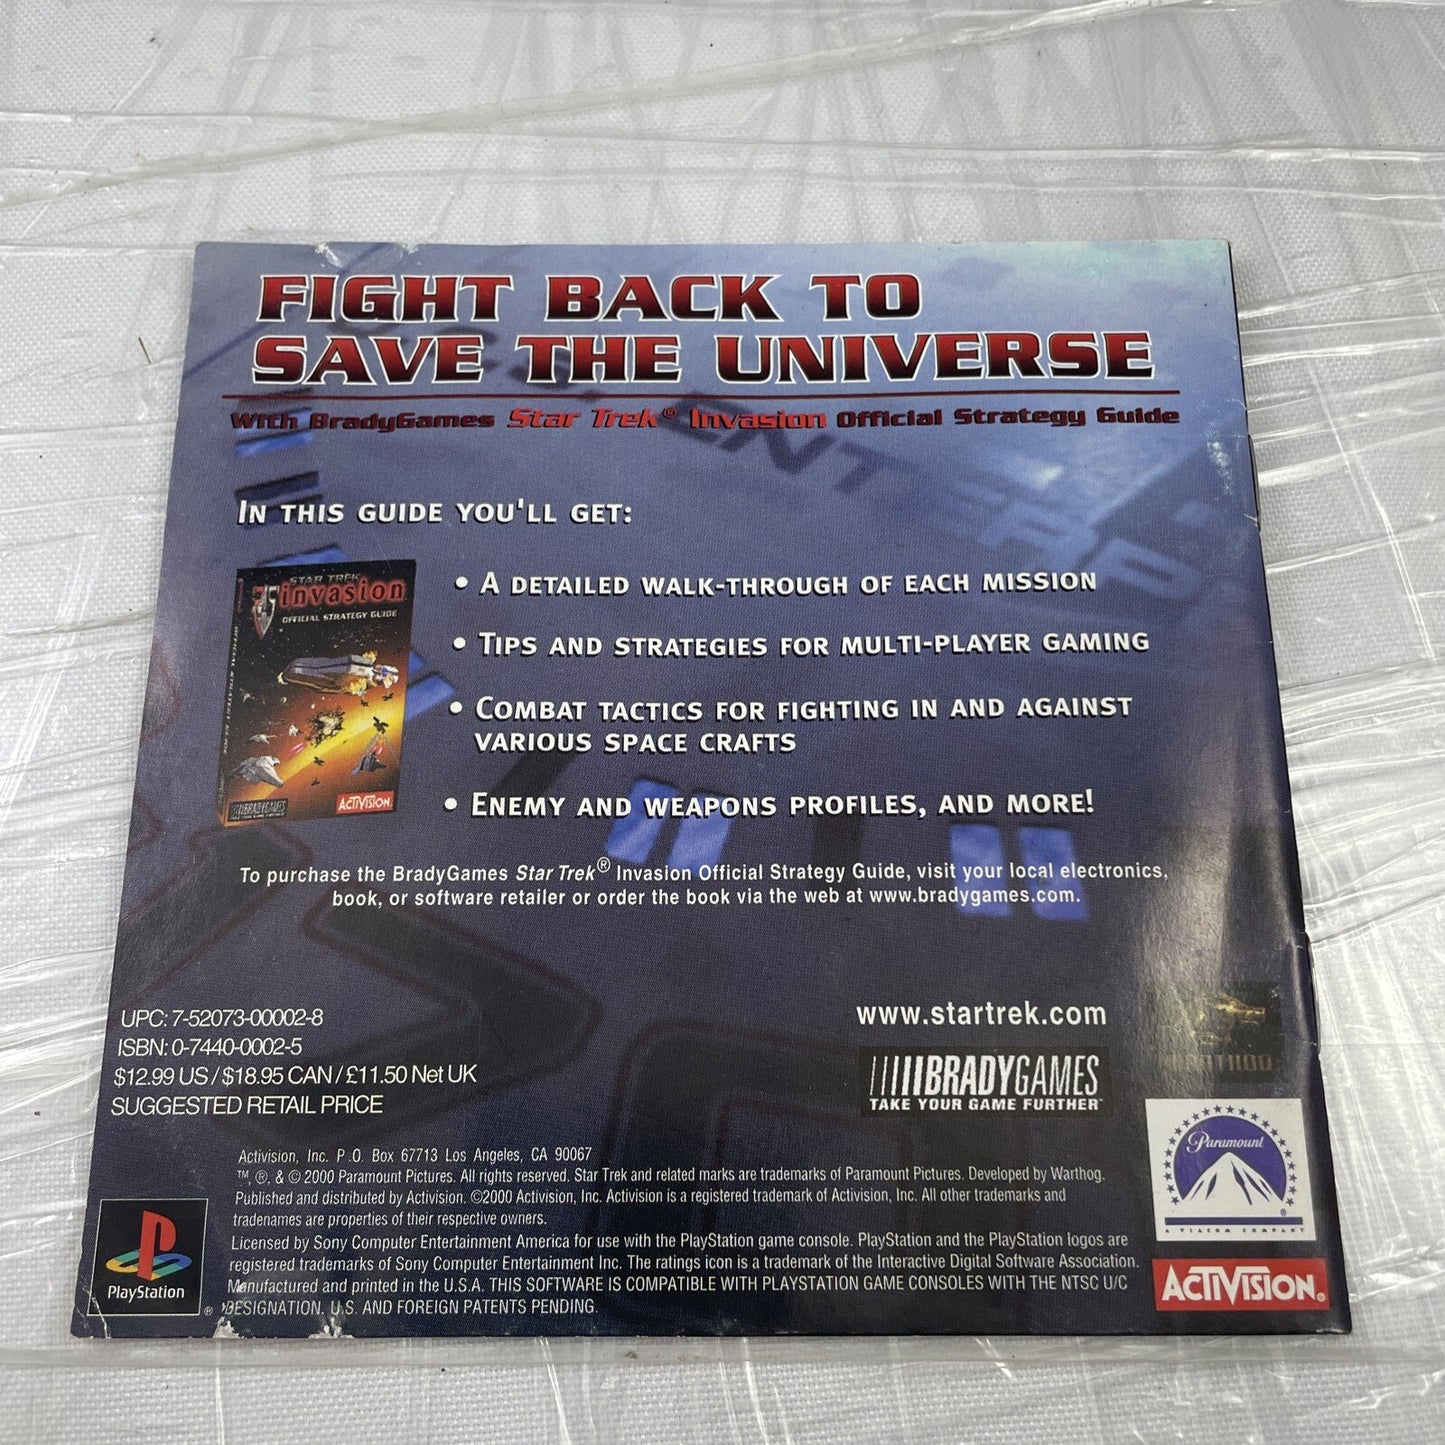 FIGHT BACK TO
SAVE THE UNIVERSE
With BradyGames Star Trek® Invasion Official Strategy Guide
IN THIS GUIDE YOU'LL GET:
• A DETAILED WALK-THROUGH OF EACH MISSION
• TIPS AND STRATEGIES FOR MULTI-PLAYER GAMING
• COMBAT TACTICS FOR FIGHTING IN AND AGAINST
VARIOUS SPACE CRAFTS
• ENEMY AND WEAPONS PROFILES, AND MORE!
STAR TREK
invasion
OFFICIAL STRATEGY GUIDE
OFFICIAL STRATEGY GUIDE
BRADYGAMES
TAKE YOUR GAME FURTHER
ACTIVISION
To purchase the BradyGames Star Trek® Invasion Official Strategy Guide, visit your local electronics,
book, or software retailer or order the book via the web at www.bradygames.com.
UPC: 7-52073-00002-8
ISBN: 0-7440-0002-5
$12.99 US / $18.95 CAN / £11.50 Net UK
SUGGESTED RETAIL PRICE
www.startrek.com
BRADYGAMES
TAKE YOUR GAME FURTHER™
WARTHOG
Paramount
®
A VIACOM COMPANY
ACTIVISION®
Activision, Inc. P.O. Box 67713 Los Angeles, CA 90067
™, ®, & © 2000 Paramount Pictures. All rights reserved. Star Trek and related marks are trademarks of Paramount Pictures. Developed by Warthog.
Published and distributed by Activision. ©2000 Activision, Inc. Activision is a registered trademark of Activision, Inc. All other trademarks and
tradenames are properties of their respective owners.
Licensed by Sony Computer Entertainment America for use with the PlayStation game console. PlayStation and the PlayStation logos are
registered trademarks of Sony Computer Entertainment Inc. The ratings icon is a trademark of the Interactive Digital Software Association.
Manufactured and printed in the U.S.A. THIS SOFTWARE IS COMPATIBLE WITH PLAYSTATION GAME CONSOLES WITH THE NTSC U/C
DESIGNATION. U.S. AND FOREIGN PATENTS PENDING.
PlayStation
®